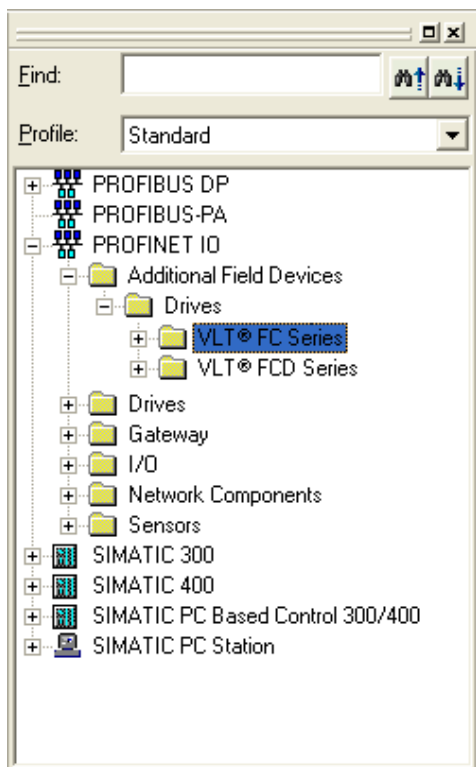 Find:
Profile: Standard
PROFIBUS DP
PROFIBUS-PA
PROFINET IO
Additional Field Devices
Drives
VLT® FC Series
VLT® FCD Series
Drives
Gateway
I/O
Network Components
Sensors
SIMATIC 300
SIMATIC 400
SIMATIC PC Based Control 300/400
SIMATIC PC Station